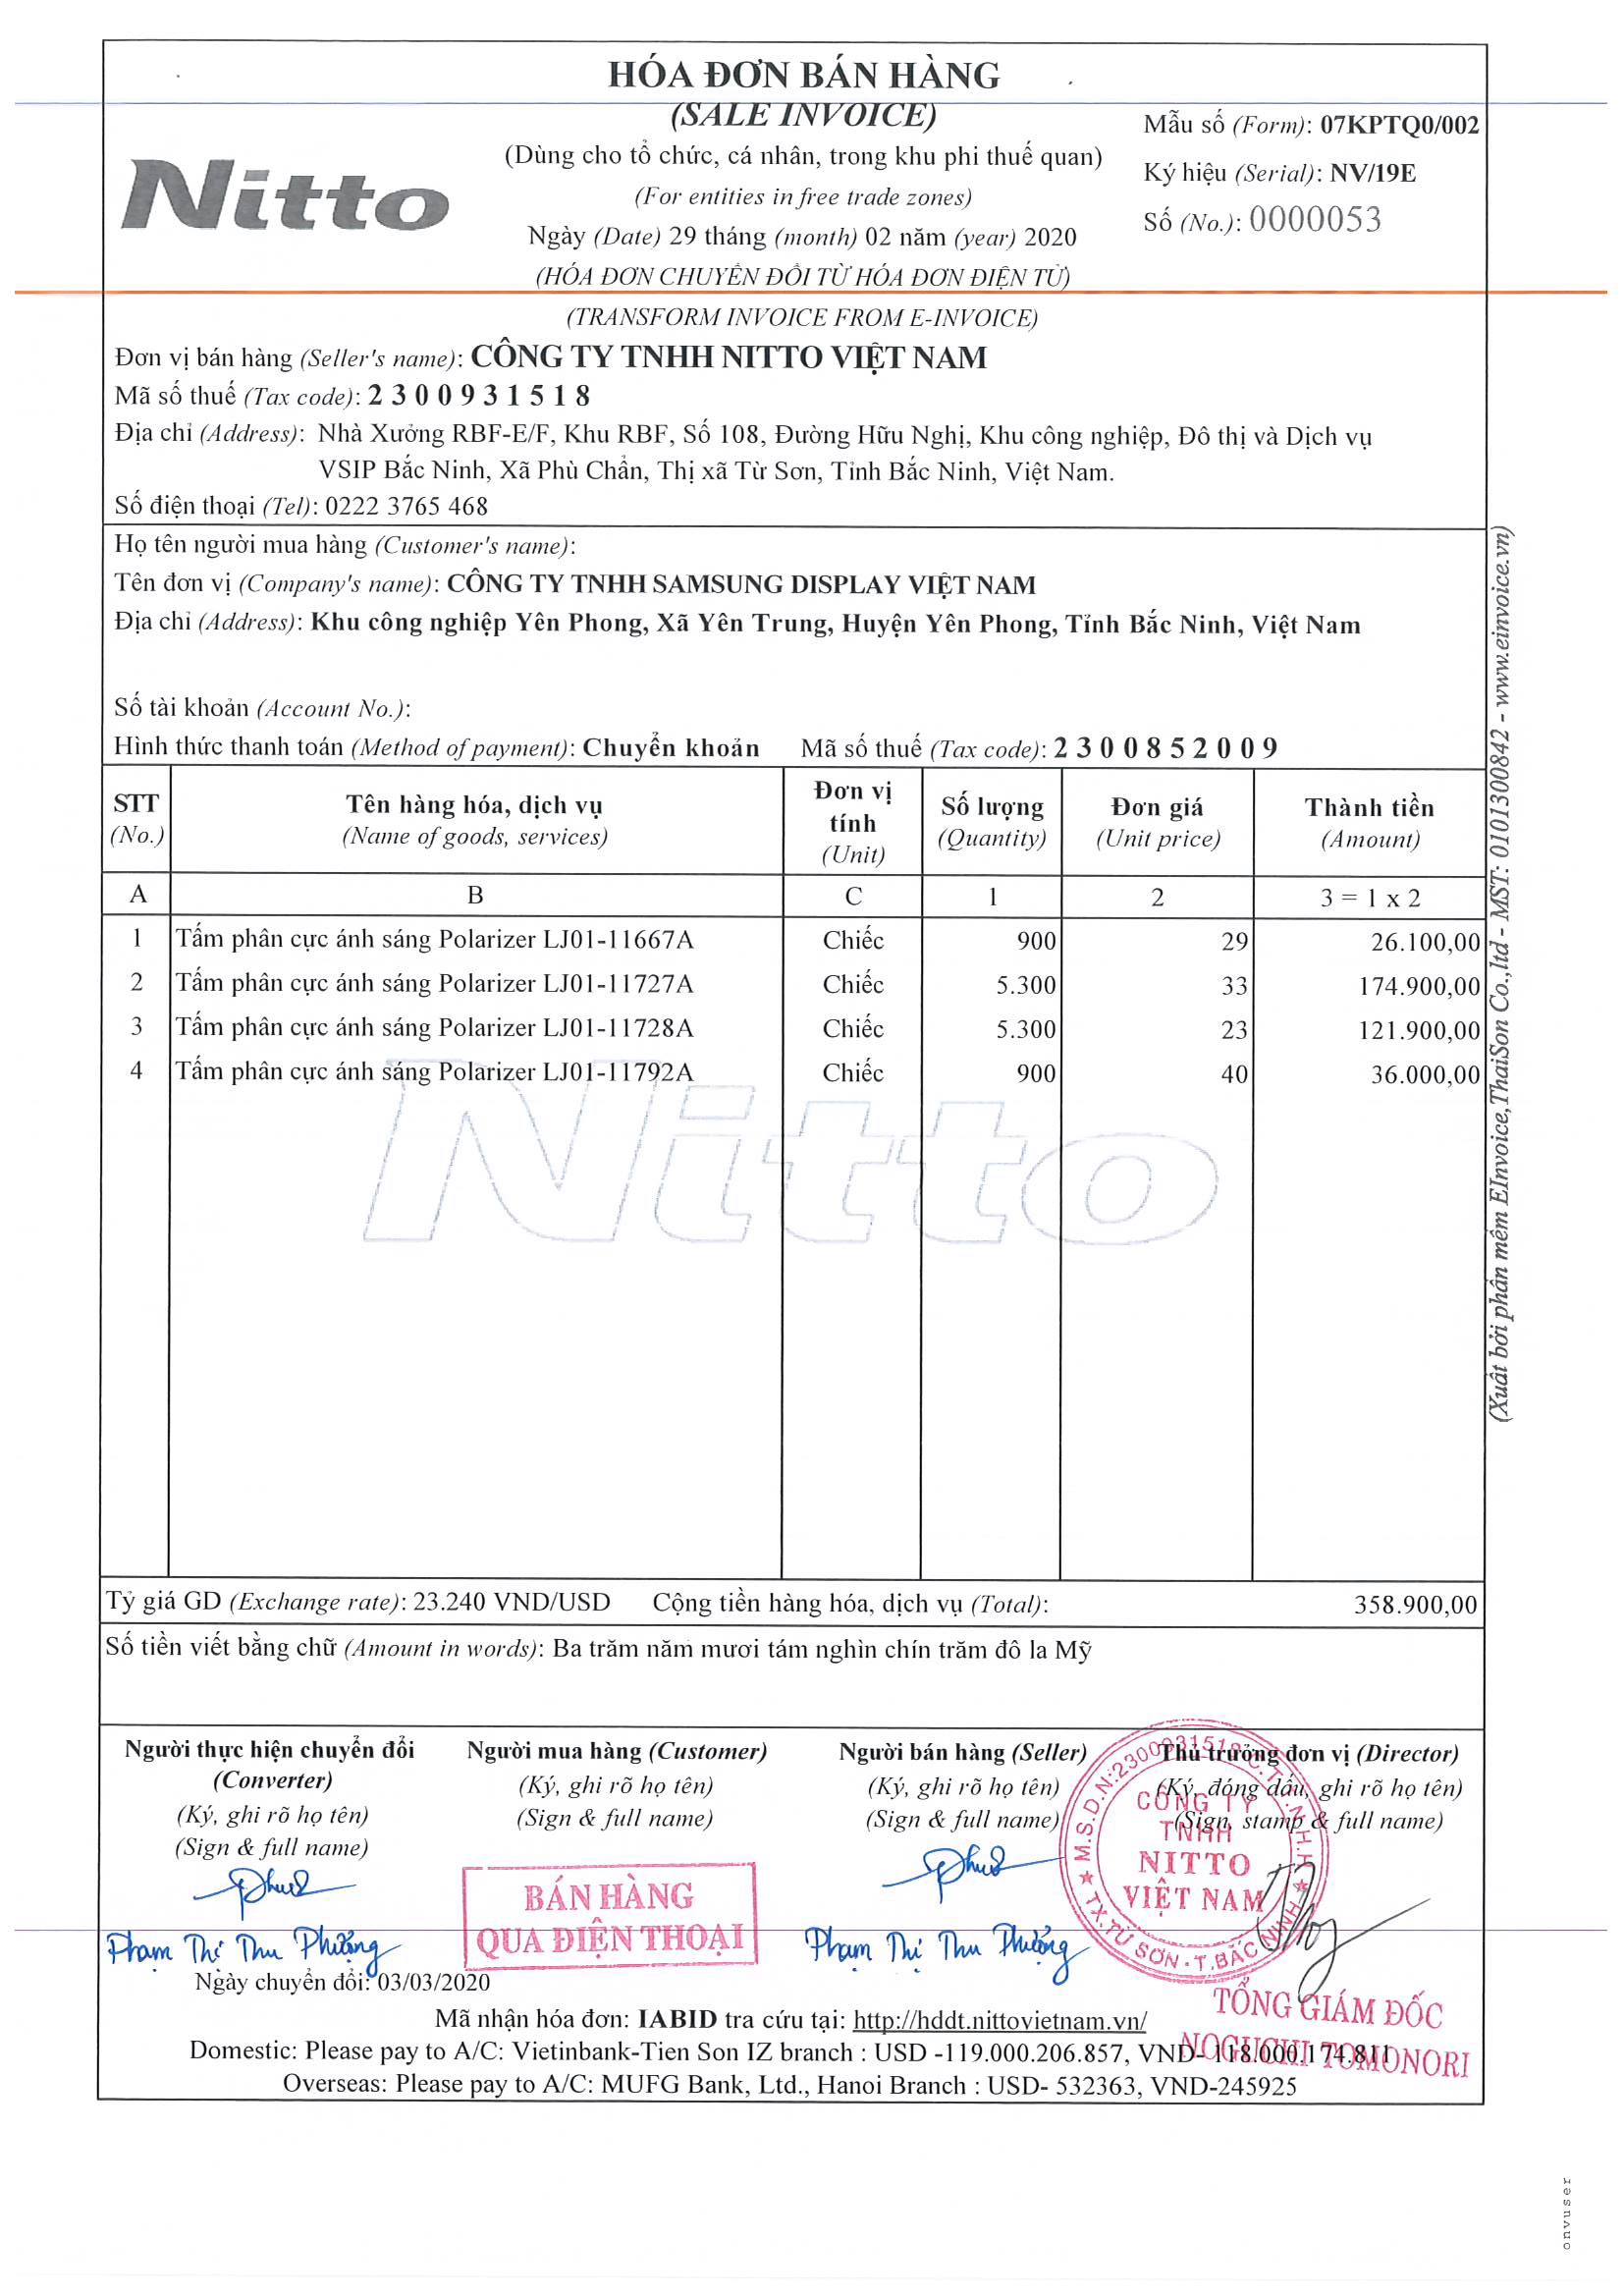 HÓA ĐƠN BÁN HÀNG
(SALE INVOICE)
(Dùng cho tổ chức, cá nhân, trong khu phi thuế quan)
(For entities in free trade zones)
Ngày (Date) 29 tháng (month) 02 năm (year) 2020
(HÓA ĐƠN CHUYỂN ĐỔI TỪ HÓA ĐƠN ĐIỆN TỬ)
(TRANSFORM INVOICE FROM E-INVOICE)
Nitto
Mẫu số (Form): 07KPTQ0/002
Ký hiệu (Serial): NV/19E
Số (No.): 0000053
Đơn vị bán hàng (Seller's name): CÔNG TY TNHH NITTO VIỆT NAM
Mã số thuế (Tax code): 2 3 0 0 9 3 1 5 1 8
Địa chỉ (Address): Nhà Xưởng RBF-E/F, Khu RBF, Số 108, Đường Hữu Nghị, Khu công nghiệp, Đô thị và Dịch vụ
VSIP Bắc Ninh, Xã Phù Chẩn, Thị xã Từ Sơn, Tỉnh Bắc Ninh, Việt Nam.
Số điện thoại (Tel): 0222 3765 468
Họ tên người mua hàng (Customer's name):
Tên đơn vị (Company's name): CÔNG TY TNHH SAMSUNG DISPLAY VIỆT NAM
Địa chỉ (Address): Khu công nghiệp Yên Phong, Xã Yên Trung, Huyện Yên Phong, Tỉnh Bắc Ninh, Việt Nam
Số tài khoản (Account No.):
Hình thức thanh toán (Method of payment): Chuyển khoản Mã số thuế (Tax code): 2 3 0 0 8 5 2 0 0 9
STT (No.) Tên hàng hóa, dịch vụ (Name of goods, services) Đơn vị tính (Unit) Số lượng (Quantity) Đơn giá (Unit price) Thành tiền (Amount)
A B C 1 2 3 = 1 x 2
1 Tấm phân cực ánh sáng Polarizer LJ01-11667A Chiếc 900 29 26.100,00
2 Tấm phân cực ánh sáng Polarizer LJ01-11727A Chiếc 5.300 33 174.900,00
3 Tấm phân cực ánh sáng Polarizer LJ01-11728A Chiếc 5.300 23 121.900,00
4 Tấm phân cực ánh sáng Polarizer LJ01-11792A Chiếc 900 40 36.000,00
Nitto
Tỷ giá GD (Exchange rate): 23.240 VND/USD Cộng tiền hàng hóa, dịch vụ (Total): 358.900,00
Số tiền viết bằng chữ (Amount in words): Ba trăm năm mươi tám nghìn chín trăm đô la Mỹ
Người thực hiện chuyển đổi (Converter)
(Ký, ghi rõ họ tên)
(Sign & full name)
Phạm Thị Thu Phượng
Ngày chuyển đổi: 03/03/2020
Người mua hàng (Customer)
(Ký, ghi rõ họ tên)
(Sign & full name)
BÁN HÀNG
QUA ĐIỆN THOẠI
Người bán hàng (Seller)
(Ký, ghi rõ họ tên)
(Sign & full name)
Phạm Thị Thu Phượng
Thủ trưởng đơn vị (Director)
(Ký, đóng dấu, ghi rõ họ tên)
(Sign, stamp & full name)
M.S.D.N:2300931518-C.T.T.N.H.H
CÔNG TY
TNHH
NITTO
VIỆT NAM
TX.TỪ SƠN - T.BẮC NINH
TỔNG GIÁM ĐỐC
NOGUCHI TOMONORI
Mã nhận hóa đơn: IABID tra cứu tại: http://hddt.nittovietnam.vn/
Domestic: Please pay to A/C: Vietinbank-Tien Son IZ branch : USD -119.000.206.857, VND- 118.000.174.811
Overseas: Please pay to A/C: MUFG Bank, Ltd., Hanoi Branch : USD- 532363, VND-245925
(Xuất bởi phần mềm EInvoice,ThaiSon Co.,ltd - MST: 0101300842 - www.einvoice.vn)
onvuser